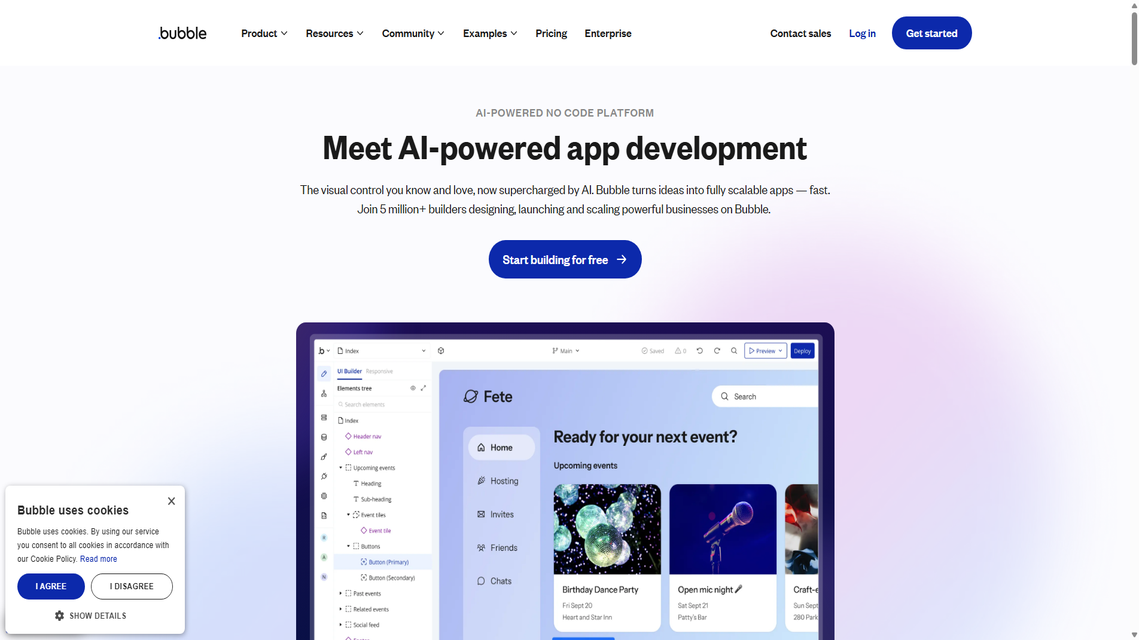 .bubble
Product
Resources
Community
Examples
Pricing
Enterprise
Contact sales
Log in
Get started
AI-POWERED NO CODE PLATFORM
Meet AI-powered app development
The visual control you know and love, now supercharged by AI. Bubble turns ideas into fully scalable apps — fast.
Join 5 million+ builders designing, launching and scaling powerful businesses on Bubble.
Start building for free →
.b
Index
Main
Saved
0
Preview
Deploy
UI Builder
Responsive
Elements tree
Search elements
Index
Header nav
Left nav
Upcoming events
Heading
Sub-heading
Event tiles
Event tile
Buttons
Button (Primary)
Button (Secondary)
Past events
Related events
Social feed
Fete
Search
Home
Hosting
Invites
Friends
Chats
Ready for your next event?
Upcoming events
Birthday Dance Party
Fri Sept 20
Heart and Star Inn
Open mic night 🎤
Sat Sept 21
Patty's Bar
Craft-
Sun Sept
280 Park
Bubble uses cookies
Bubble uses cookies. By using our service
you consent to all cookies in accordance with
our Cookie Policy. Read more
I AGREE
I DISAGREE
SHOW DETAILS